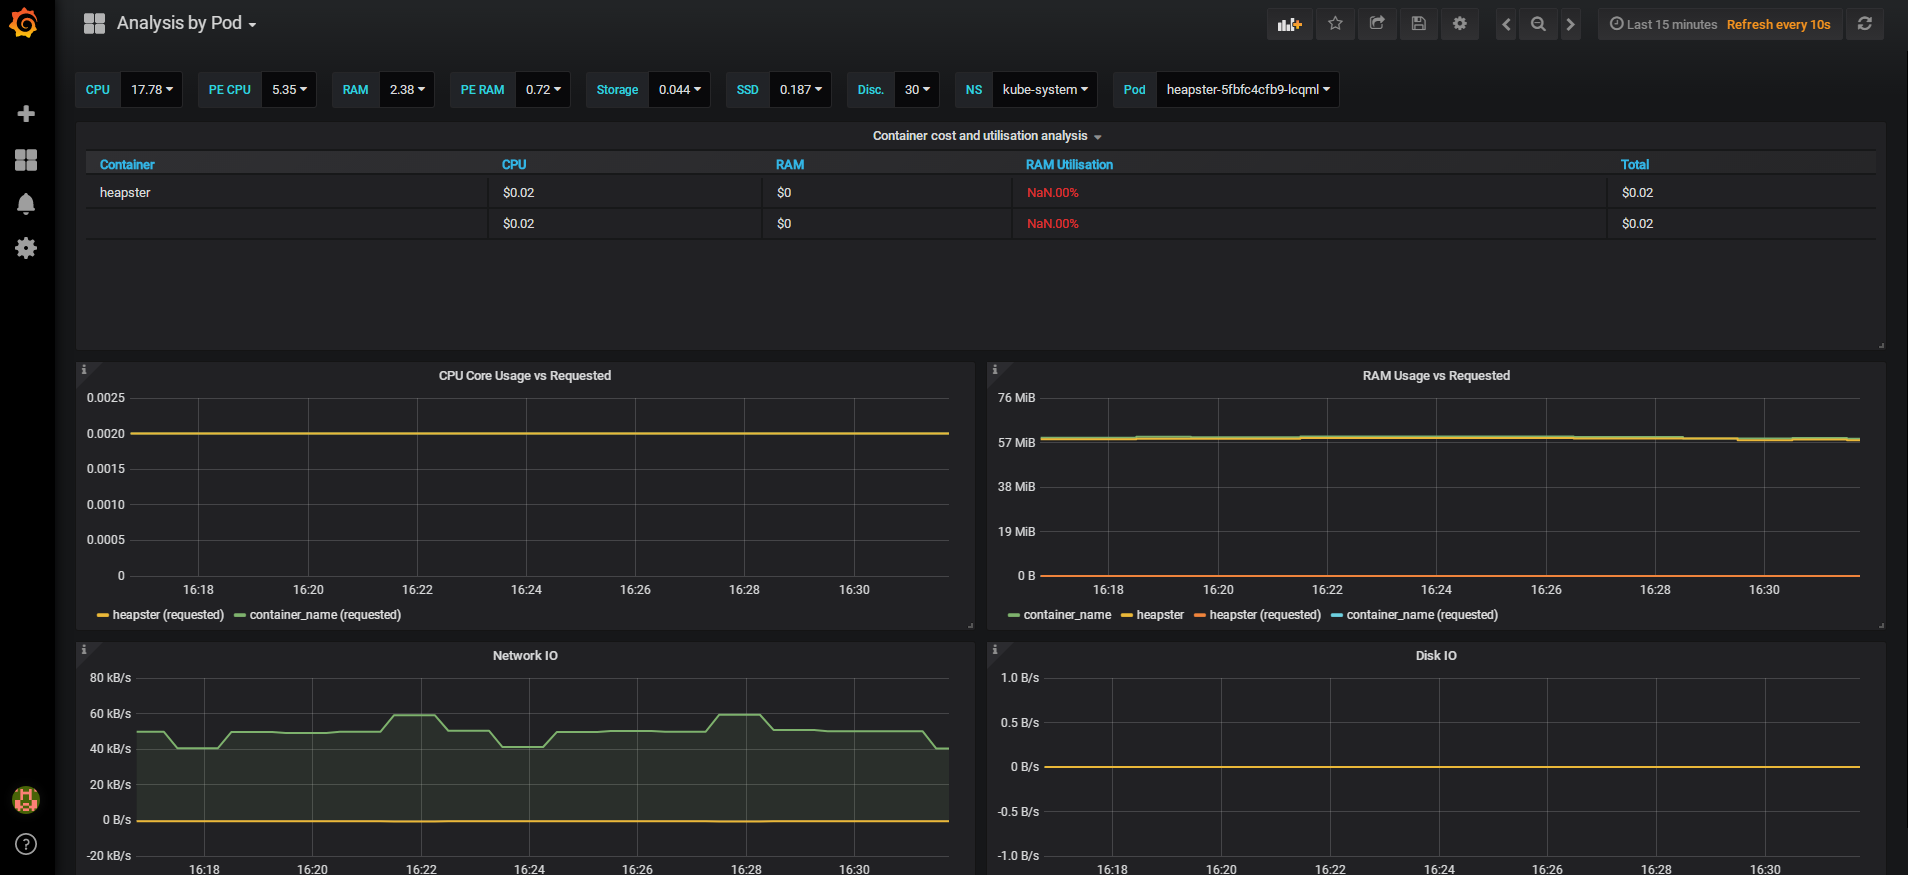 Analysis by Pod
Last 15 minutes Refresh every 10s
CPU 17.78 PE CPU 5.35 RAM 2.38 PE RAM 0.72 Storage 0.044 SSD 0.187 Disc. 30 NS kube-system Pod heapster-5fbfc4cfb9-lcqml
Container cost and utilisation analysis
Container CPU RAM RAM Utilisation Total
heapster $0.02 $0 NaN.00% $0.02
$0.02 $0 NaN.00% $0.02
CPU Core Usage vs Requested
0.0025
0.0020
0.0015
0.0010
0.0005
0
16:18 16:20 16:22 16:24 16:26 16:28 16:30
heapster (requested) container_name (requested)
RAM Usage vs Requested
76 MiB
57 MiB
38 MiB
19 MiB
0 B
16:18 16:20 16:22 16:24 16:26 16:28 16:30
container_name heapster heapster (requested) container_name (requested)
Network IO
80 kB/s
60 kB/s
40 kB/s
20 kB/s
0 B/s
-20 kB/s
16:18 16:20 16:22 16:24 16:26 16:28 16:30
Disk IO
1.0 B/s
0.5 B/s
0 B/s
-0.5 B/s
-1.0 B/s
16:18 16:20 16:22 16:24 16:26 16:28 16:30